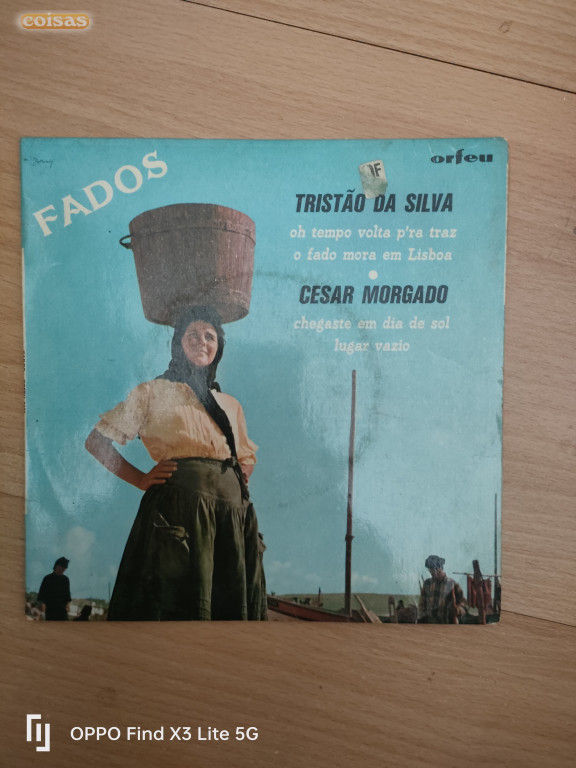 coisas
FADOS
orfeu
TRISTÃO DA SILVA
oh tempo volta p'ra traz
o fado mora em Lisboa
CESAR MORGADO
chegaste em dia de sol
lugar vazio
OPPO Find X3 Lite 5G